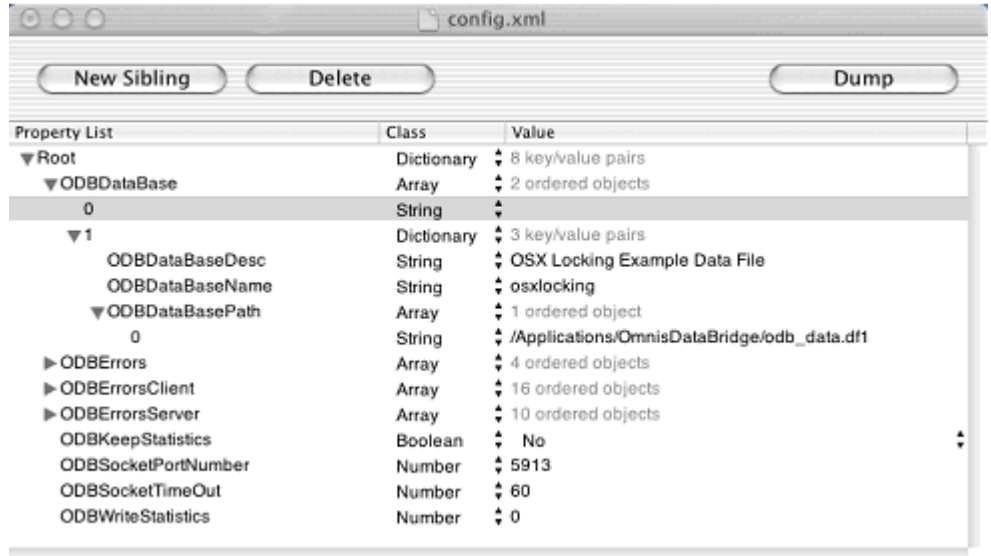 config.xml
New Sibling Delete Dump
Property List Class Value
Root Dictionary 8 key/value pairs
ODBDataBase Array 2 ordered objects
0 String
1 Dictionary 3 key/value pairs
ODBDataBaseDesc String OSX Locking Example Data File
ODBDataBaseName String osxlocking
ODBDataBasePath Array 1 ordered object
0 String /Applications/OmnisDataBridge/odb_data.df1
ODBErrors Array 4 ordered objects
ODBErrorsClient Array 16 ordered objects
ODBErrorsServer Array 10 ordered objects
ODBKeepStatistics Boolean No
ODBSocketPortNumber Number 5913
ODBSocketTimeOut Number 60
ODBWriteStatistics Number 0